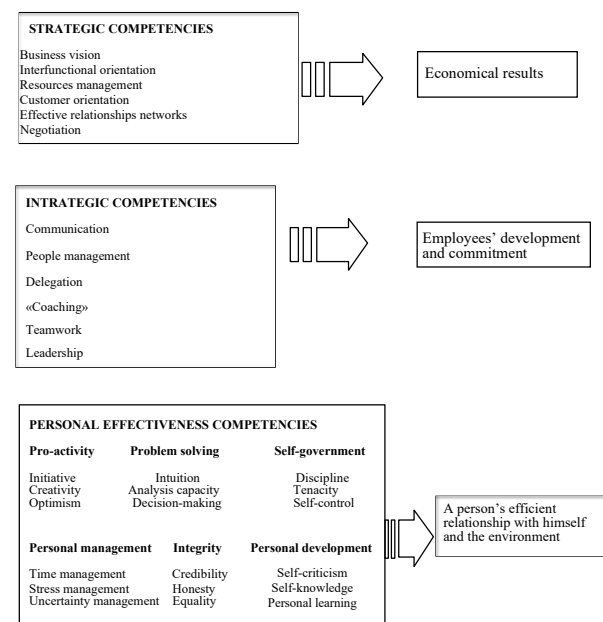 STRATEGIC COMPETENCIES
Business vision
Interfunctional orientation
Resources management
Customer orientation
Effective relationships networks
Negotiation
Economical results
INTRATEGIC COMPETENCIES
Communication
People management
Delegation
«Coaching»
Teamwork
Leadership
Employees’ development
and commitment
PERSONAL EFFECTIVENESS COMPETENCIES
Pro-activity Problem solving Self-government
Initiative Intuition Discipline
Creativity Analysis capacity Tenacity
Optimism Decision-making Self-control
Personal management Integrity Personal development
Time management Credibility Self-criticism
Stress management Honesty Self-knowledge
Uncertainty management Equality Personal learning
A person’s efficient
relationship with himself
and the environment